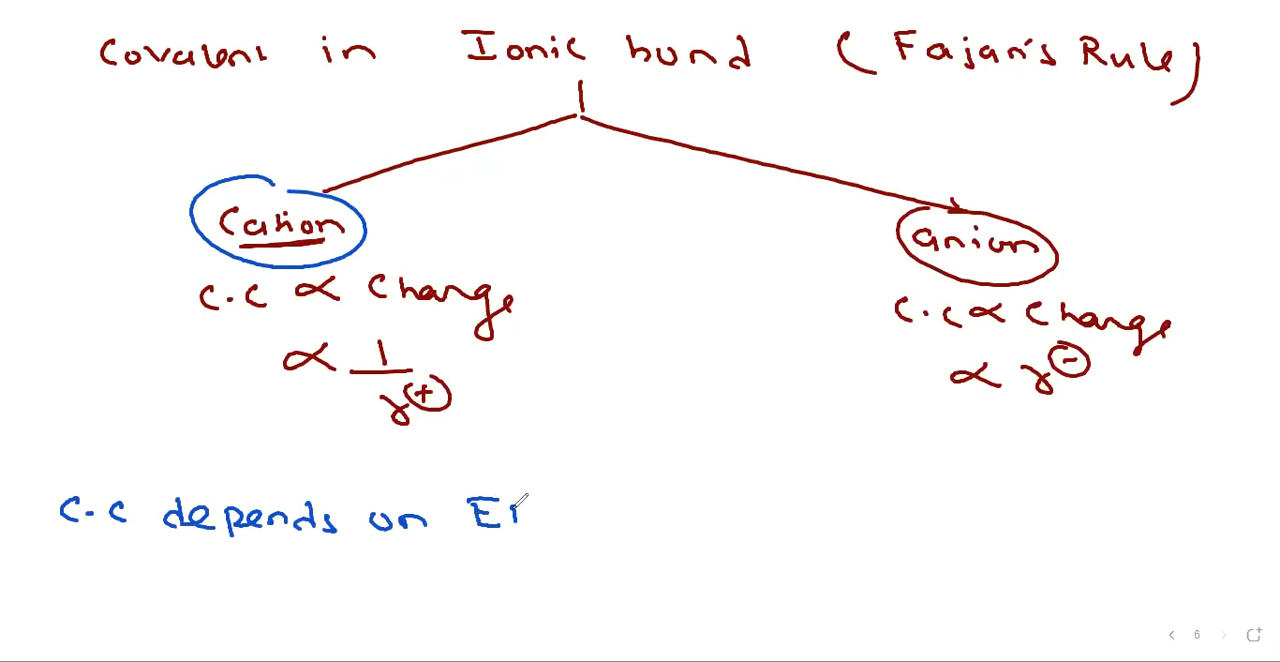 Covalent in Ionic bond (Fajan's Rule)
Cation
anion
C.C ∝ Charge
C.C ∝ Charge
∝ 1/r⊕
∝ r⊖
C.C depends on
6